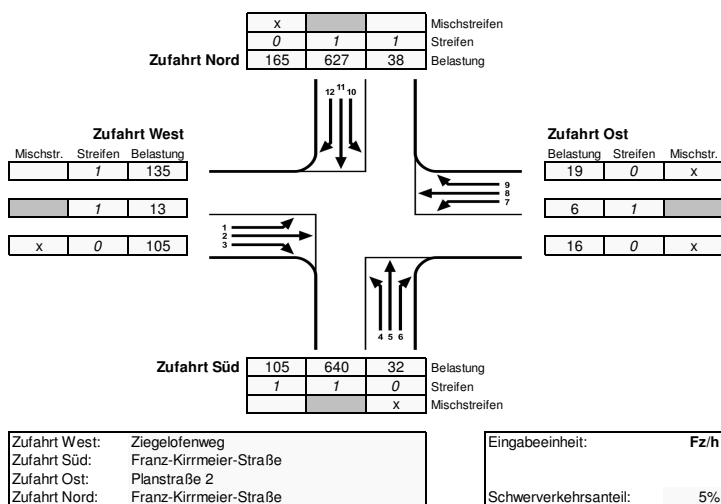 x Mischstreifen
0 1 1 Streifen
Zufahrt Nord 165 627 38 Belastung
12 11 10
Zufahrt West
Mischstr. Streifen Belastung
1 135
1 13
x 0 105
Zufahrt Ost
Belastung Streifen Mischstr.
19 0 x
6 1
16 0 x
9
8
7
1
2
3
4 5 6
Zufahrt Süd 105 640 32 Belastung
1 1 0 Streifen
x Mischstreifen
Zufahrt West: Ziegelofenweg
Zufahrt Süd: Franz-Kirrmeier-Straße
Zufahrt Ost: Planstraße 2
Zufahrt Nord: Franz-Kirrmeier-Straße
Eingabeeinheit: Fz/h
Schwerverkehrsanteil: 5%